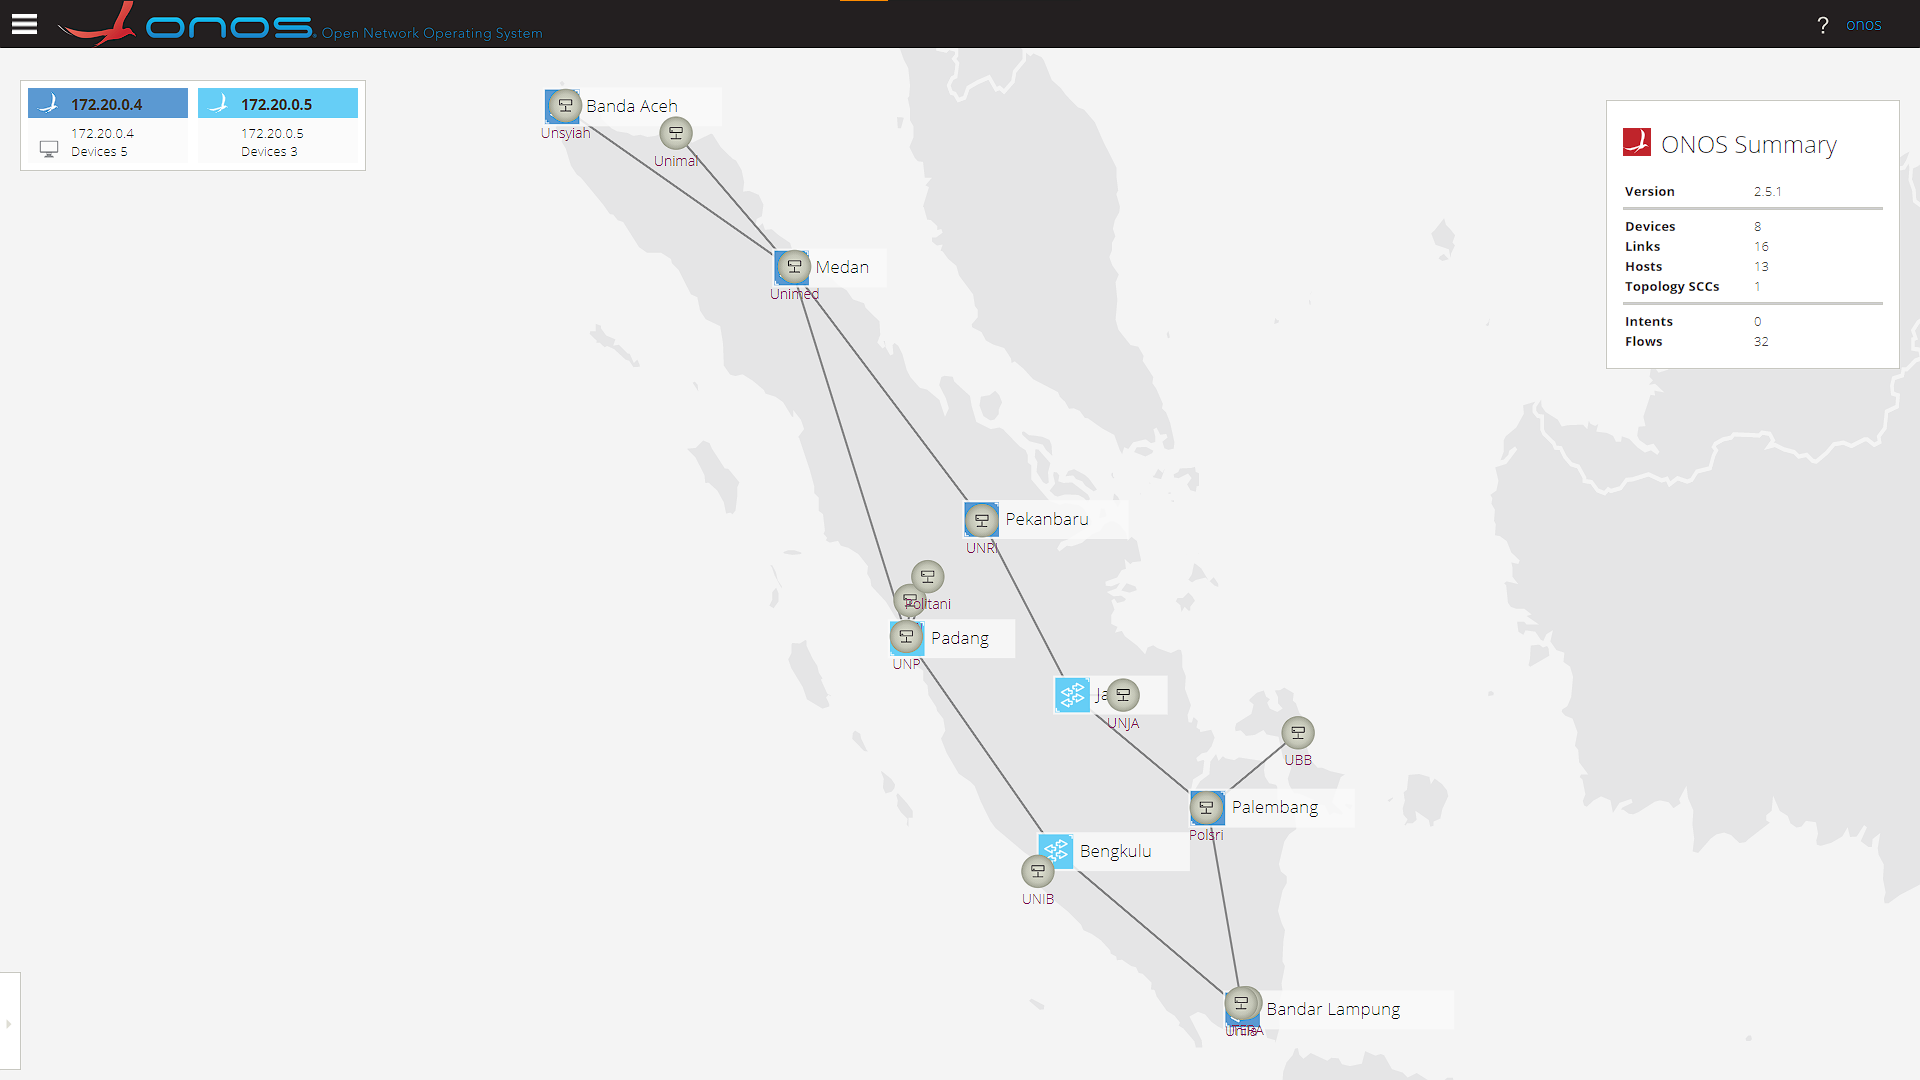 onos Open Network Operating System
? onos
172.20.0.4
172.20.0.4
Devices 5
172.20.0.5
172.20.0.5
Devices 3
ONOS Summary
Version 2.5.1
Devices 8
Links 16
Hosts 13
Topology SCCs 1
Intents 0
Flows 32
Banda Aceh
Unsyiah
Unimal
Medan
Unimed
Pekanbaru
UNRI
Politani
Padang
UNP
UNJA
UBB
Palembang
Polsri
Bengkulu
UNIB
Bandar Lampung